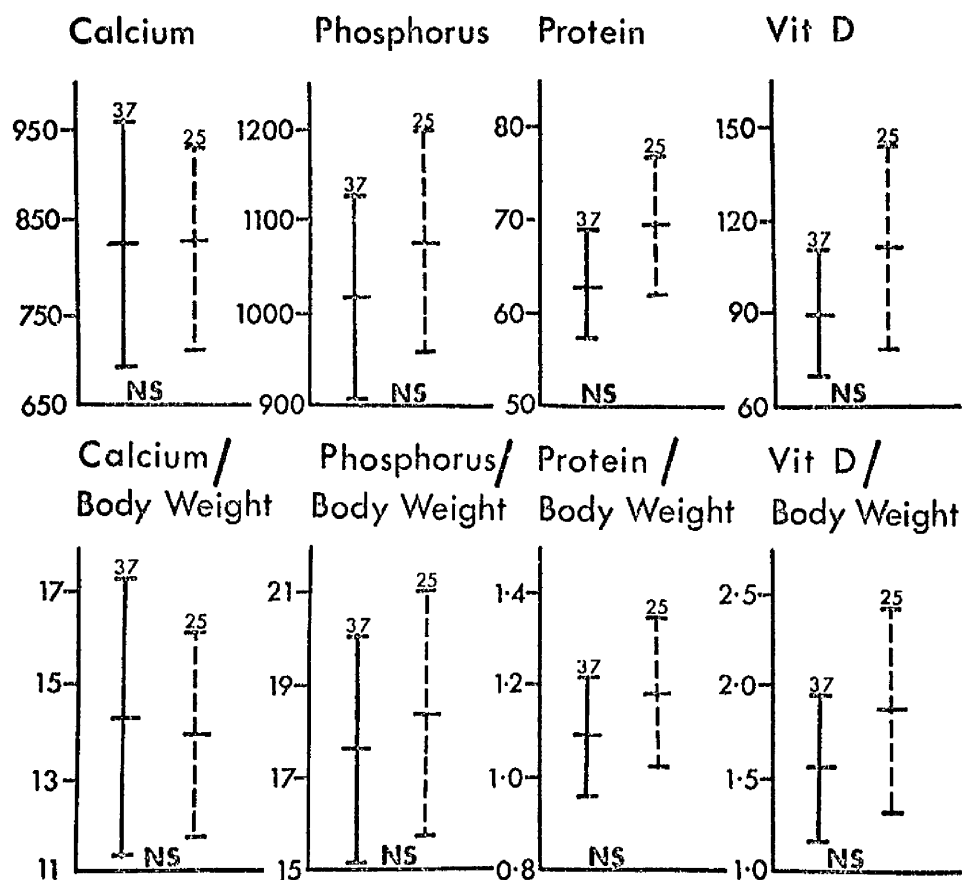 Calcium
Phosphorus
Protein
Vit D
950
850
750
650
37
25
NS
1200
1100
1000
900
37
25
NS
80
70
60
50
37
25
NS
150
120
90
60
37
25
NS
Calcium/
Body Weight
Phosphorus/
Body Weight
Protein/
Body Weight
Vit D/
Body Weight
17
15
13
11
37
25
NS
21
19
17
15
37
25
NS
1·4
1·2
1·0
0·8
37
25
NS
2·5
2·0
1·5
1·0
37
25
NS